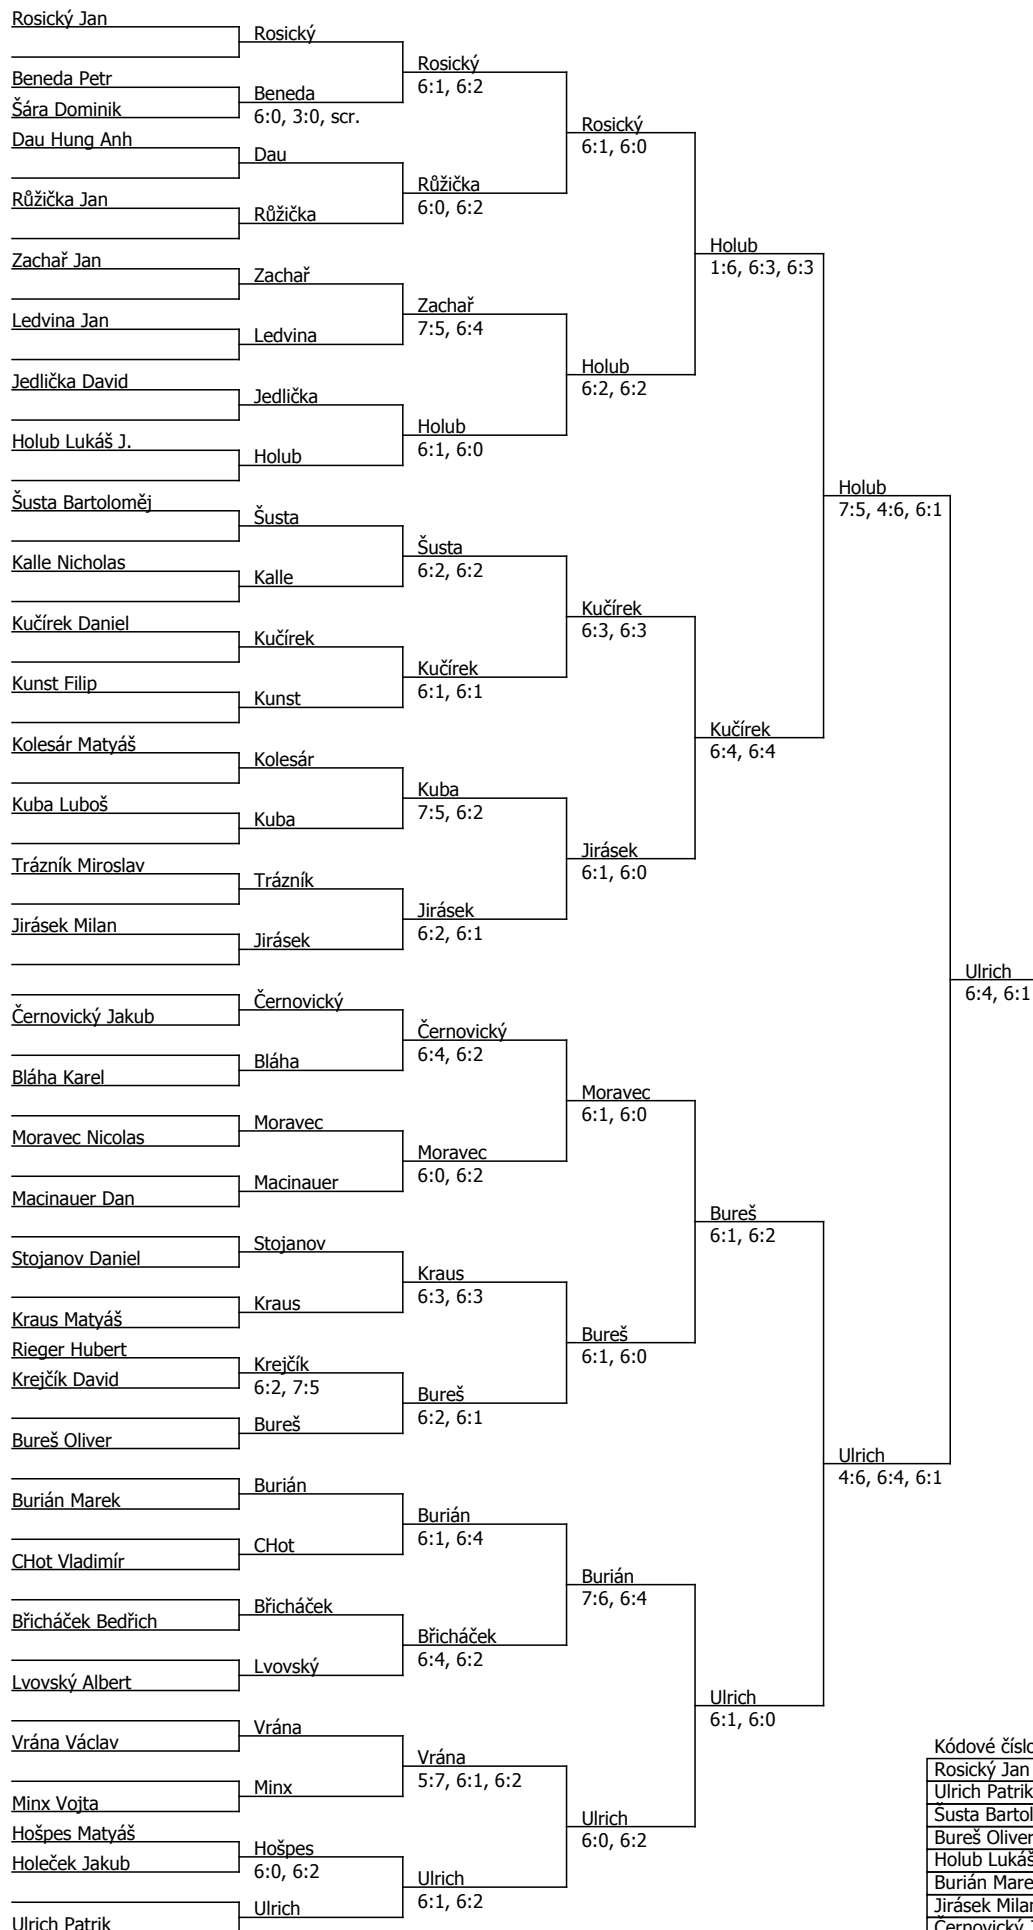 Rosický Jan
Beneda Petr
Šára Dominik
Dau Hung Anh
Růžička Jan
Zachař Jan
Ledvina Jan
Jedlička David
Holub Lukáš J.
Šusta Bartoloměj
Kalle Nicholas
Kučírek Daniel
Kunst Filip
Kolesár Matyáš
Kuba Luboš
Trázník Miroslav
Jirásek Milan
Černovický Jakub
Bláha Karel
Moravec Nicolas
Macinauer Dan
Stojanov Daniel
Kraus Matyáš
Rieger Hubert
Krejčík David
Bureš Oliver
Burián Marek
CHot Vladimír
Břicháček Bedřich
Lvovský Albert
Vrána Václav
Minx Vojta
Hošpes Matyáš
Holeček Jakub
Ulrich Patrik
Rosický
Beneda
6:0, 3:0, scr.
Dau
Růžička
Zachař
Ledvina
Jedlička
Holub
Šusta
Kalle
Kučírek
Kunst
Kolesár
Kuba
Trázník
Jirásek
Černovický
Bláha
Moravec
Macinauer
Stojanov
Kraus
Krejčík
6:2, 7:5
Bureš
Burián
CHot
Břicháček
Lvovský
Vrána
Minx
Hošpes
6:0, 6:2
Ulrich
Rosický
6:1, 6:2
Růžička
6:0, 6:2
Zachař
7:5, 6:4
Holub
6:1, 6:0
Šusta
6:2, 6:2
Kučírek
6:1, 6:1
Kuba
7:5, 6:2
Jirásek
6:2, 6:1
Černovický
6:4, 6:2
Moravec
6:0, 6:2
Kraus
6:3, 6:3
Bureš
6:2, 6:1
Burián
6:1, 6:4
Břicháček
6:4, 6:2
Vrána
5:7, 6:1, 6:2
Ulrich
6:1, 6:2
Rosický
6:1, 6:0
Holub
6:2, 6:2
Kučírek
6:3, 6:3
Jirásek
6:1, 6:0
Moravec
6:1, 6:0
Bureš
6:1, 6:0
Burián
7:6, 6:4
Ulrich
6:0, 6:2
Holub
1:6, 6:3, 6:3
Kučírek
6:4, 6:4
Bureš
6:1, 6:2
Ulrich
6:1, 6:0
Holub
7:5, 4:6, 6:1
Ulrich
4:6, 6:4, 6:1
Ulrich
6:4, 6:1
Kódové číslo
Rosický Jan
Ulrich Patrik
Šusta Bartol
Bureš Oliver
Holub Lukáš
Burián Mare
Jirásek Milan
Černovický